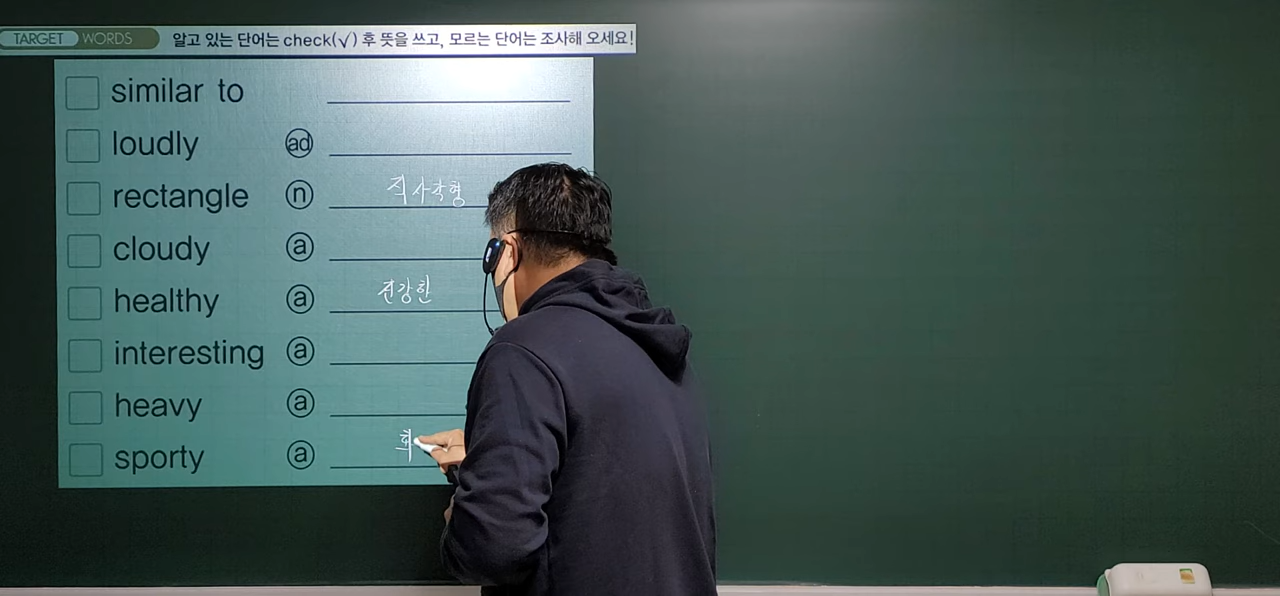 TARGET WORDS 알고 있는 단어는 check(√) 후 뜻을 쓰고, 모르는 단어는 조사해 오세요!
similar to
loudly ad
rectangle n 직사각형
cloudy a
healthy a 건강한
interesting a
heavy a
sporty a